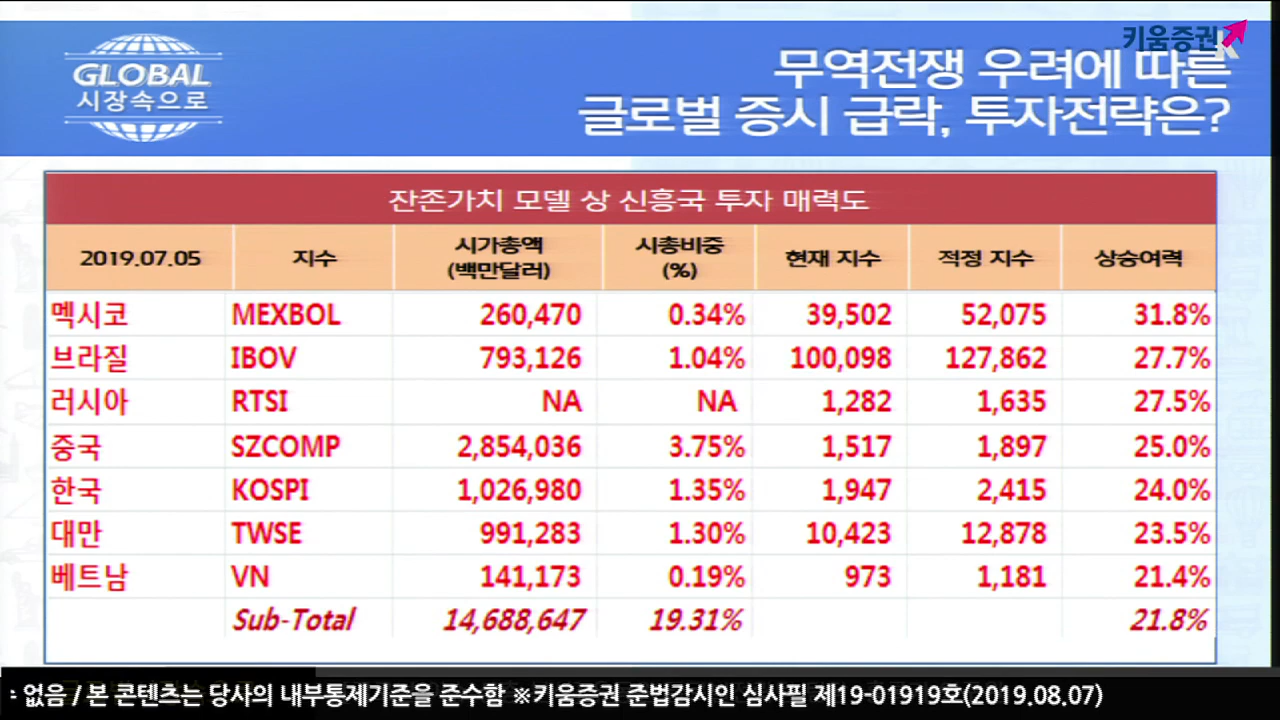 GLOBAL
시장속으로
키움증권
무역전쟁 우려에 따른
글로벌 증시 급락, 투자전략은?
잔존가치 모델 상 신흥국 투자 매력도
2019.07.05 지수 시가총액 (백만달러) 시총비중 (%) 현재 지수 적정 지수 상승여력
멕시코 MEXBOL 260,470 0.34% 39,502 52,075 31.8%
브라질 IBOV 793,126 1.04% 100,098 127,862 27.7%
러시아 RTSI NA NA 1,282 1,635 27.5%
중국 SZCOMP 2,854,036 3.75% 1,517 1,897 25.0%
한국 KOSPI 1,026,980 1.35% 1,947 2,415 24.0%
대만 TWSE 991,283 1.30% 10,423 12,878 23.5%
베트남 VN 141,173 0.19% 973 1,181 21.4%
Sub-Total 14,688,647 19.31% 21.8%
없음 / 본 콘텐츠는 당사의 내부통제기준을 준수함 ※키움증권 준법감시인 심사필 제19-01919호(2019.08.07)